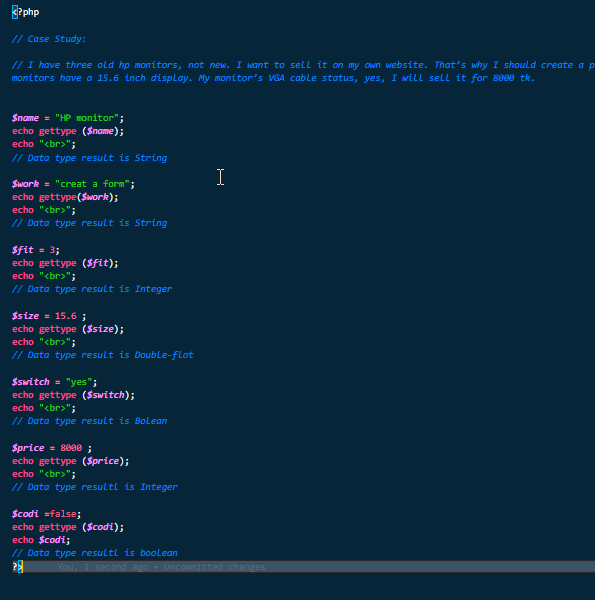 <?php
// Case Study:
// I have three old hp monitors, not new. I want to sell it on my own website. That's why I should create a p
monitors have a 15.6 inch display. My monitor's VGA cable status, yes, I will sell it for 8000 tk.
$name = "HP monitor";
echo gettype ($name);
echo "<br>";
// Data type result is String
$work = "creat a form";
echo gettype($work);
echo "<br>";
// Data type result is String
$fit = 3;
echo gettype ($fit);
echo "<br>";
// Data type result is Integer
$size = 15.6 ;
echo gettype ($size);
echo "<br>";
// Data type result is Double-flot
$switch = "yes";
echo gettype ($switch);
echo "<br>";
// Data type result is Bolean
$price = 8000 ;
echo gettype ($price);
echo "<br>";
// Data type resultl is Integer
$codi =false;
echo gettype ($codi);
echo $codi;
// Data type resultl is boolean
?> You, 1 second ago • Uncommitted changes